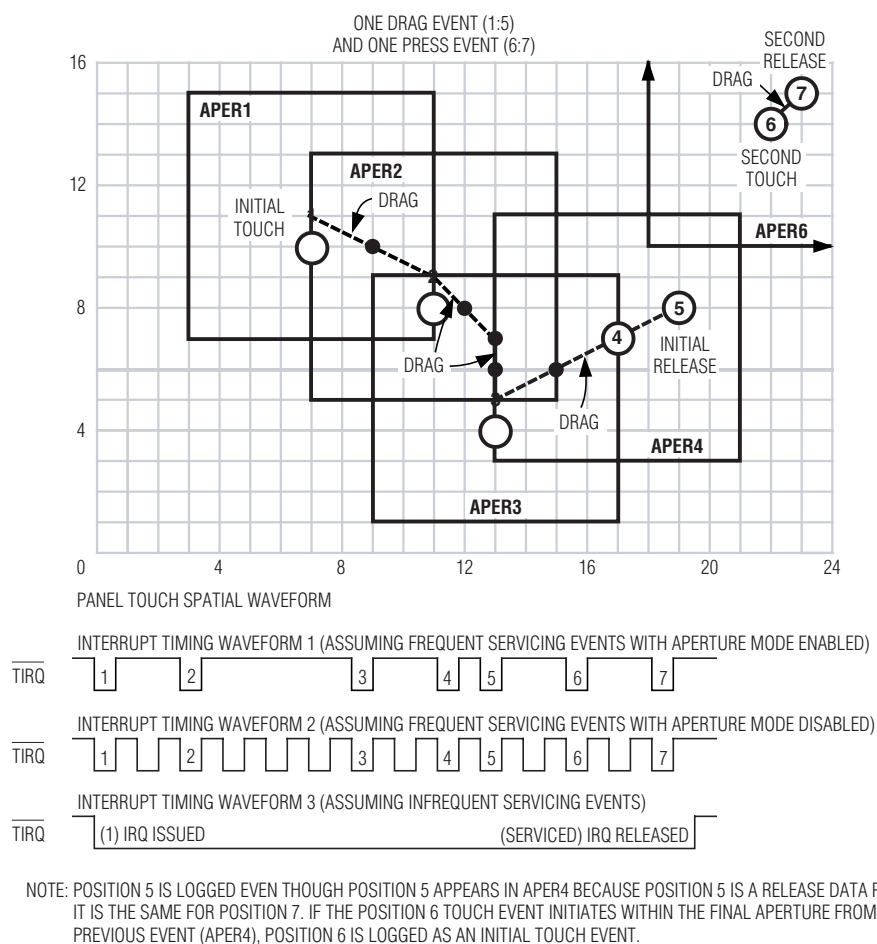 ONE DRAG EVENT (1:5)
AND ONE PRESS EVENT (6:7)
16
SECOND
RELEASE
DRAG
7
6
APER1
SECOND
TOUCH
APER2
12
DRAG
INITIAL
TOUCH
APER6
8
5
4
INITIAL
RELEASE
DRAG
DRAG
4
APER4
APER3
0
0 4 8 12 16 20 24
PANEL TOUCH SPATIAL WAVEFORM
INTERRUPT TIMING WAVEFORM 1 (ASSUMING FREQUENT SERVICING EVENTS WITH APERTURE MODE ENABLED)
TIRQ 1 2 3 4 5 6 7
INTERRUPT TIMING WAVEFORM 2 (ASSUMING FREQUENT SERVICING EVENTS WITH APERTURE MODE DISABLED)
TIRQ 1 2 3 4 5 6 7
INTERRUPT TIMING WAVEFORM 3 (ASSUMING INFREQUENT SERVICING EVENTS)
TIRQ (1) IRQ ISSUED (SERVICED) IRQ RELEASED
NOTE: POSITION 5 IS LOGGED EVEN THOUGH POSITION 5 APPEARS IN APER4 BECAUSE POSITION 5 IS A RELEASE DATA
IT IS THE SAME FOR POSITION 7. IF THE POSITION 6 TOUCH EVENT INITIATES WITHIN THE FINAL APERTURE FROM
PREVIOUS EVENT (APER4), POSITION 6 IS LOGGED AS AN INITIAL TOUCH EVENT.